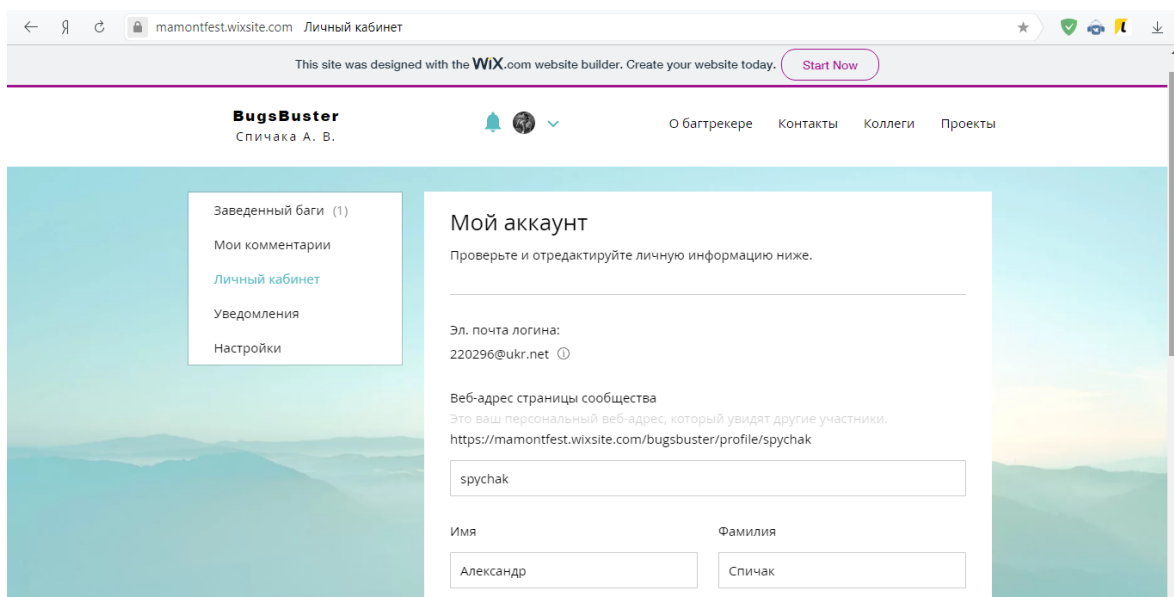 mamontfest.wixsite.com Личный кабинет
This site was designed with the WiX.com website builder. Create your website today. Start Now
BugsBuster
Спичака А. В.
О багтрекере Контакты Коллеги Проекты
Заведенный баги (1)
Мои комментарии
Личный кабинет
Уведомления
Настройки
Мой аккаунт
Проверьте и отредактируйте личную информацию ниже.
Эл. почта логина:
220296@ukr.net
Веб-адрес страницы сообщества
Это ваш персональный веб-адрес, который увидят другие участники.
https://mamontfest.wixsite.com/bugsbuster/profile/spychak
spychak
Имя Фамилия
Александр Спичак